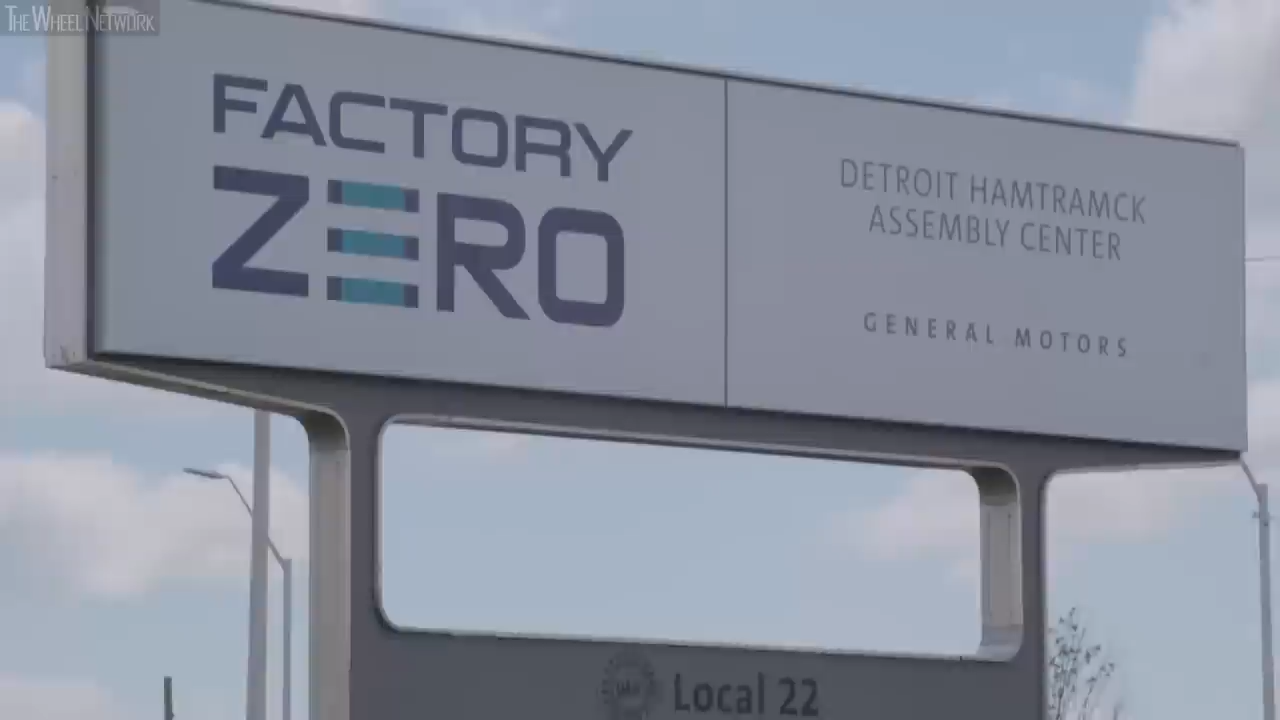 THEWHEELNETWORK
FACTORY
ZERO
DETROIT HAMTRAMCK
ASSEMBLY CENTER
GENERAL MOTORS
Local 22